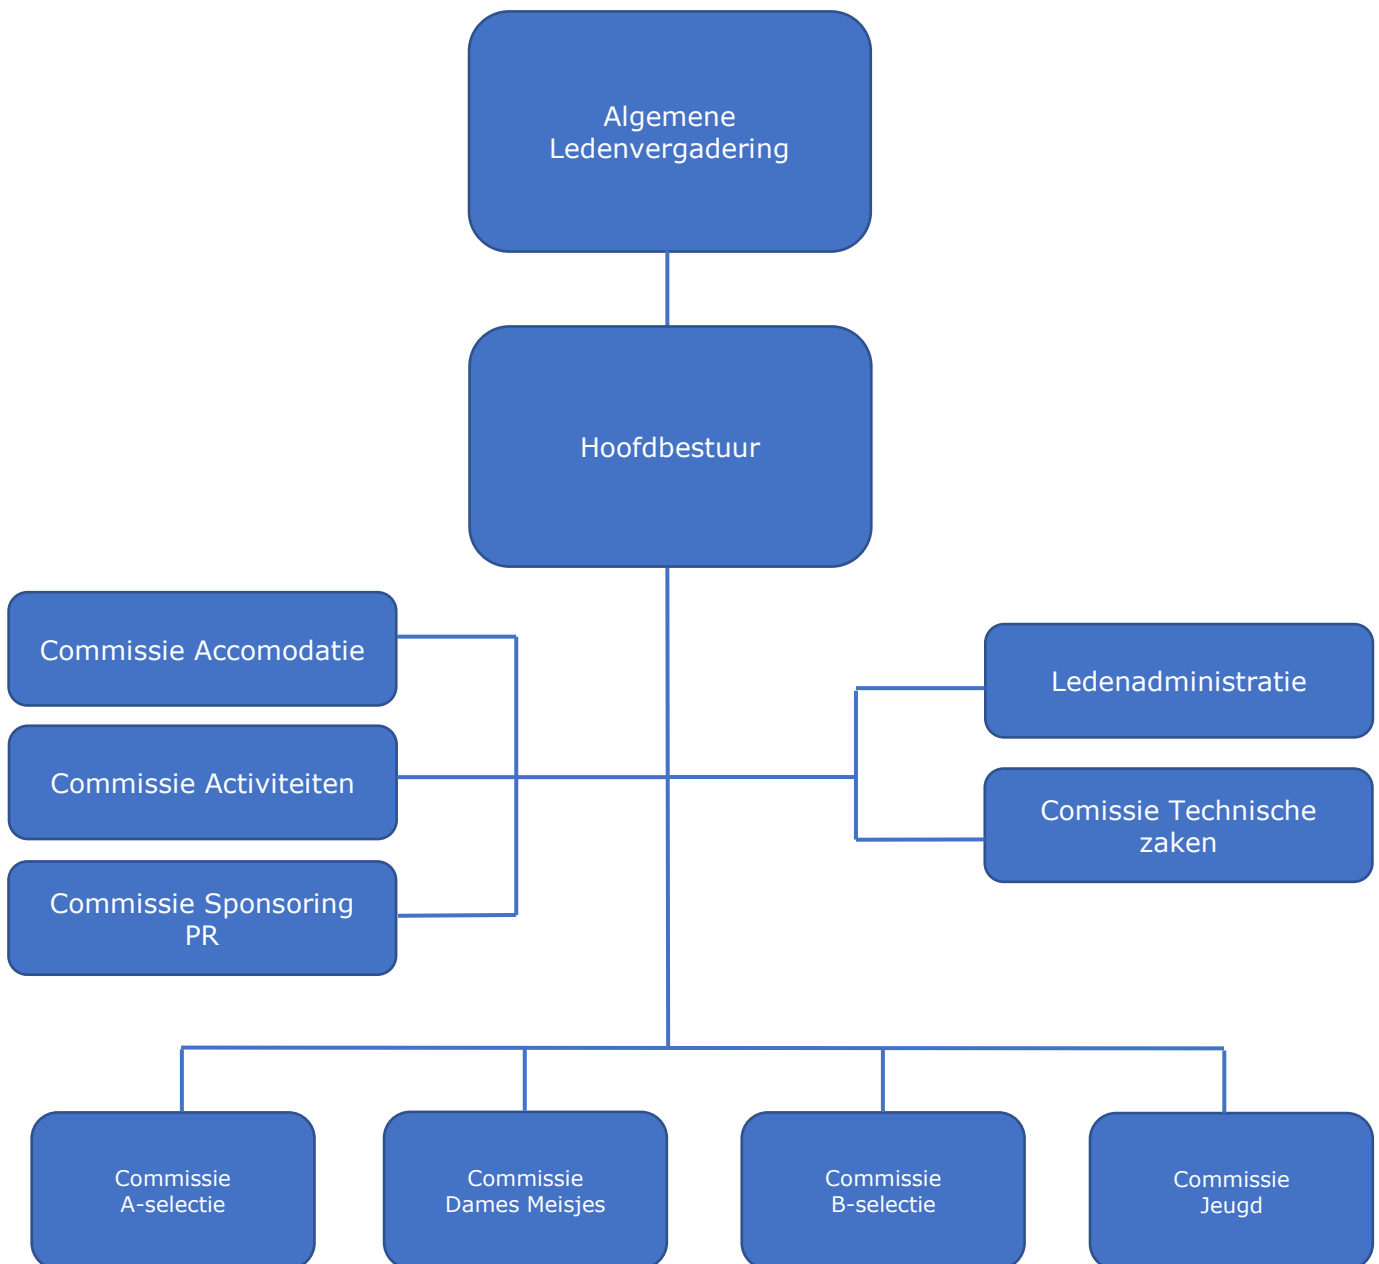 Algemene
Ledenvergadering
Hoofdbestuur
Commissie Accomodatie
Commissie Activiteiten
Commissie Sponsoring
PR
Ledenadministratie
Comissie Technische
zaken
Commissie
A-selectie
Commissie
Dames Meisjes
Commissie
B-selectie
Commissie
Jeugd